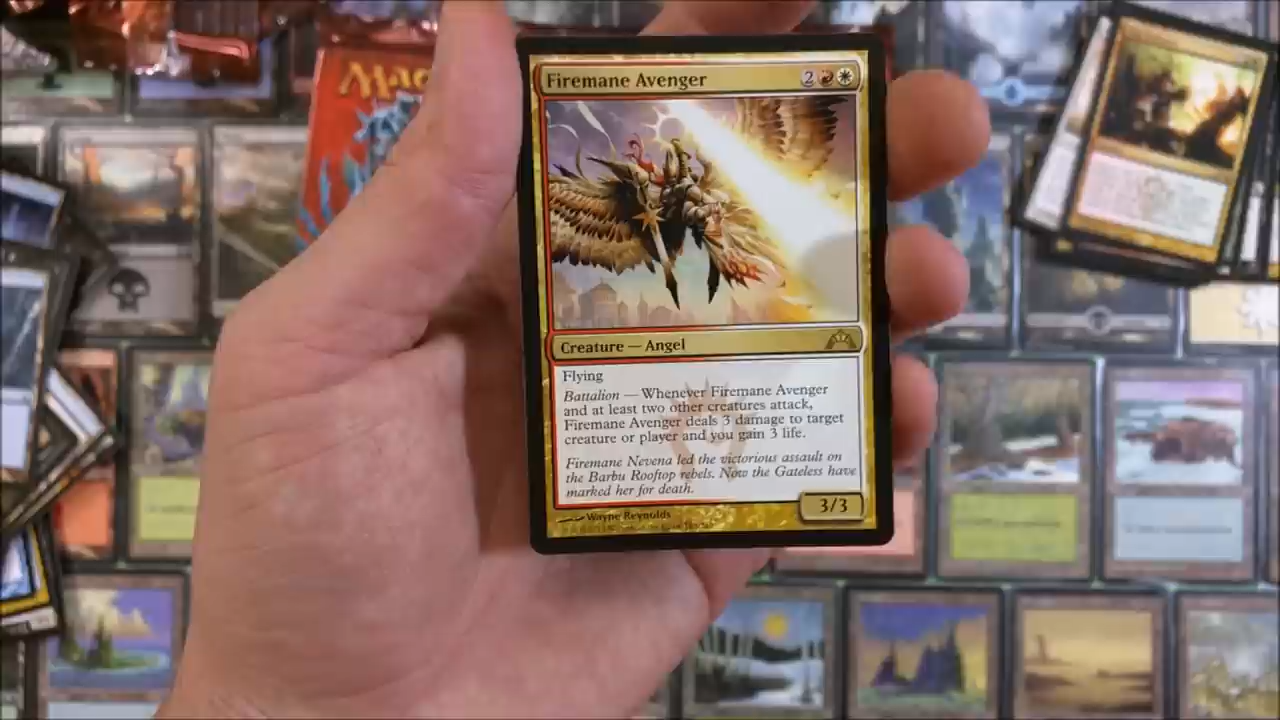 Magic
Firemane Avenger
2
Creature — Angel
Flying
Battalion — Whenever Firemane Avenger
and at least two other creatures attack,
Firemane Avenger deals 3 damage to target
creature or player and you gain 3 life.
Firemane Nevena led the victorious assault on
the Barbu Rooftop rebels. Now the Gateless have
marked her for death.
3/3
Wayne Reynolds